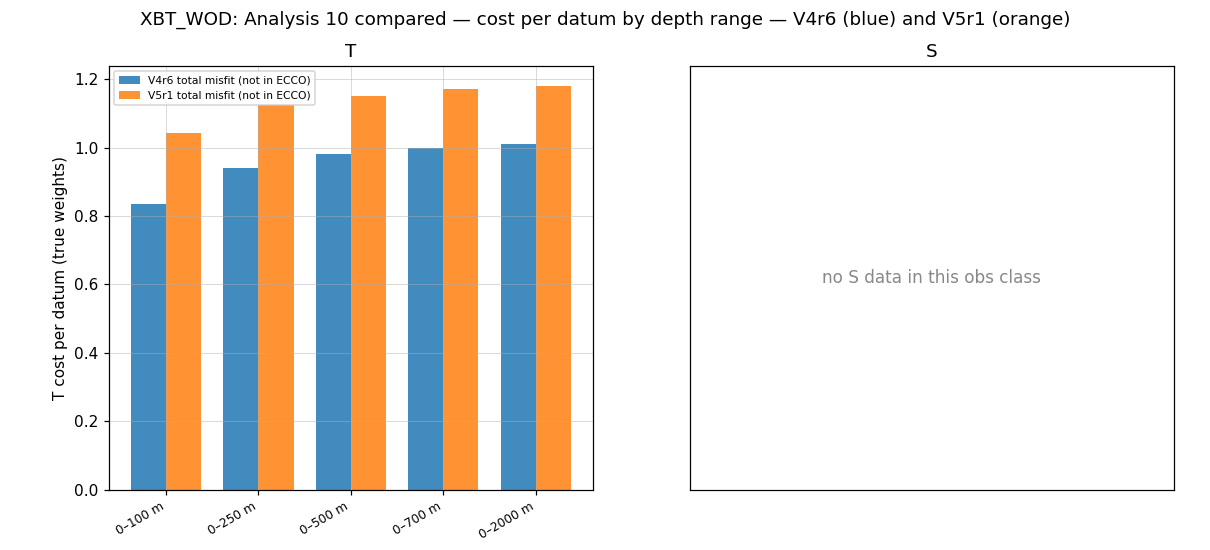 XBT_WOD: Analysis 10 compared — cost per datum by depth range — V4r6 (blue) and V5r1 (orange)
T
S
V4r6 total misfit (not in ECCO)
V5r1 total misfit (not in ECCO)
T cost per datum (true weights)
1.2
1.0
0.8
0.6
0.4
0.2
0.0
no S data in this obs class
0–100 m
0–250 m
0–500 m
0–700 m
0–2000 m